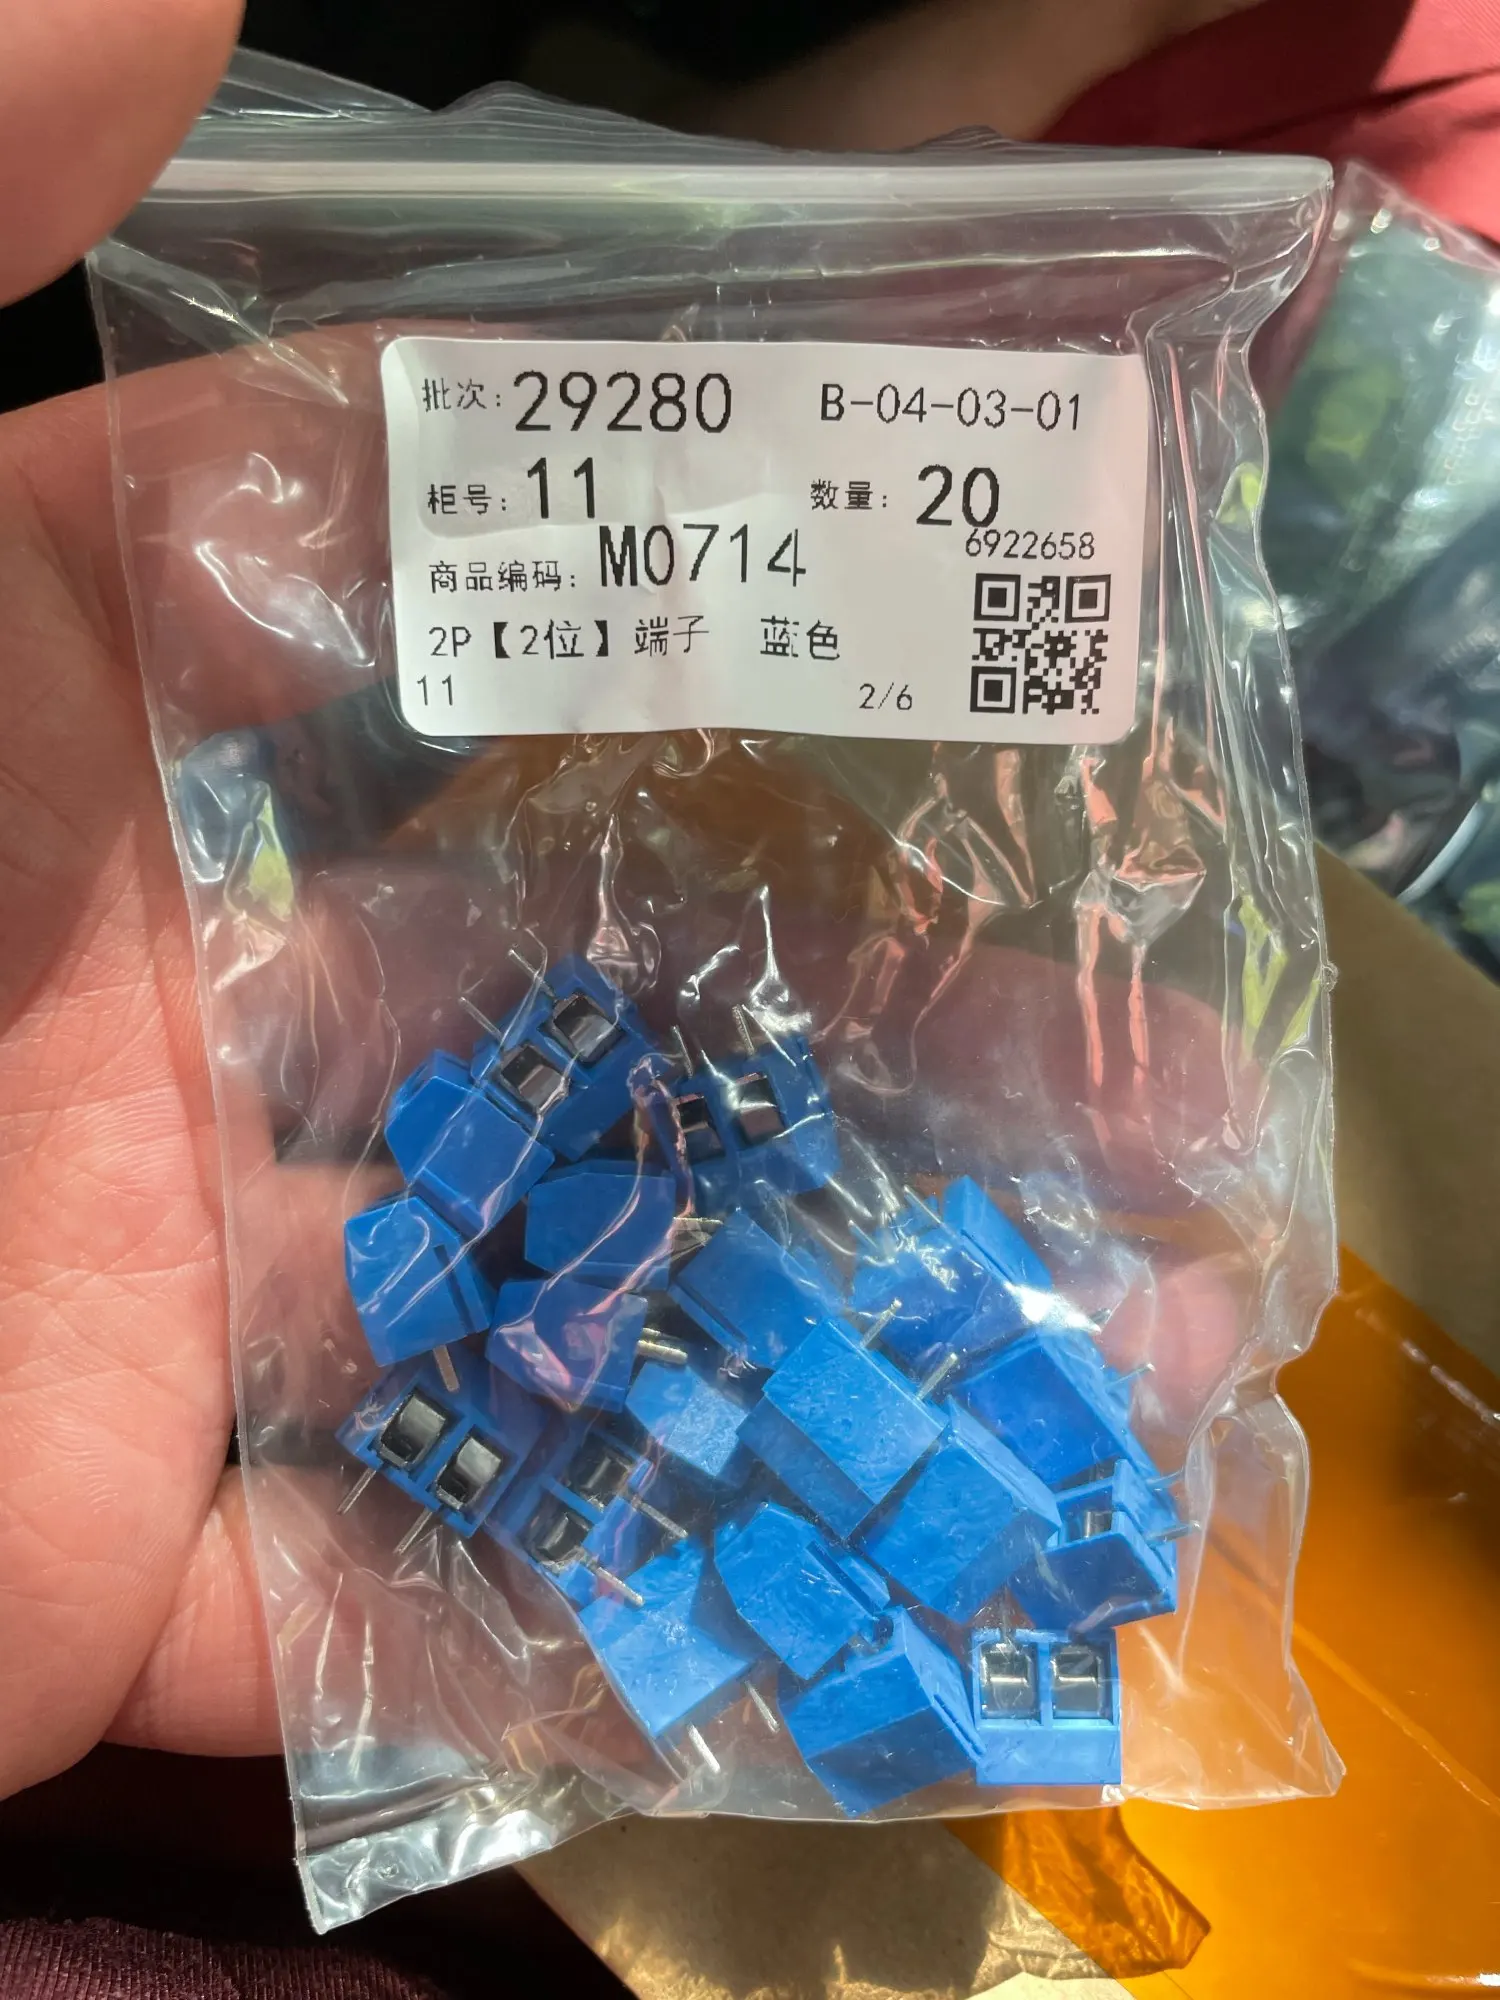 批次: 29280 B-04-03-01
柜号: 11 数量: 20
6922658
商品编码: M0714
2P【2位】端子 蓝色
11 2/6